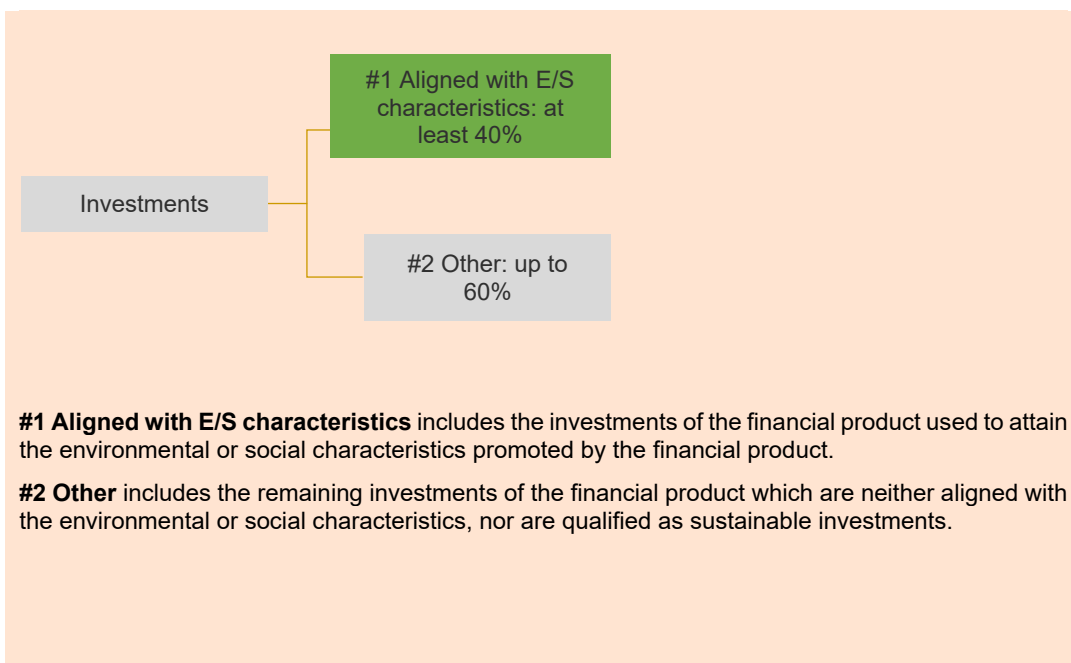 #1 Aligned with E/S
characteristics: at
least 40%
Investments
#2 Other: up to
60%
#1 Aligned with E/S characteristics includes the investments of the financial product used to attain
the environmental or social characteristics promoted by the financial product.
#2 Other includes the remaining investments of the financial product which are neither aligned with
the environmental or social characteristics, nor are qualified as sustainable investments.